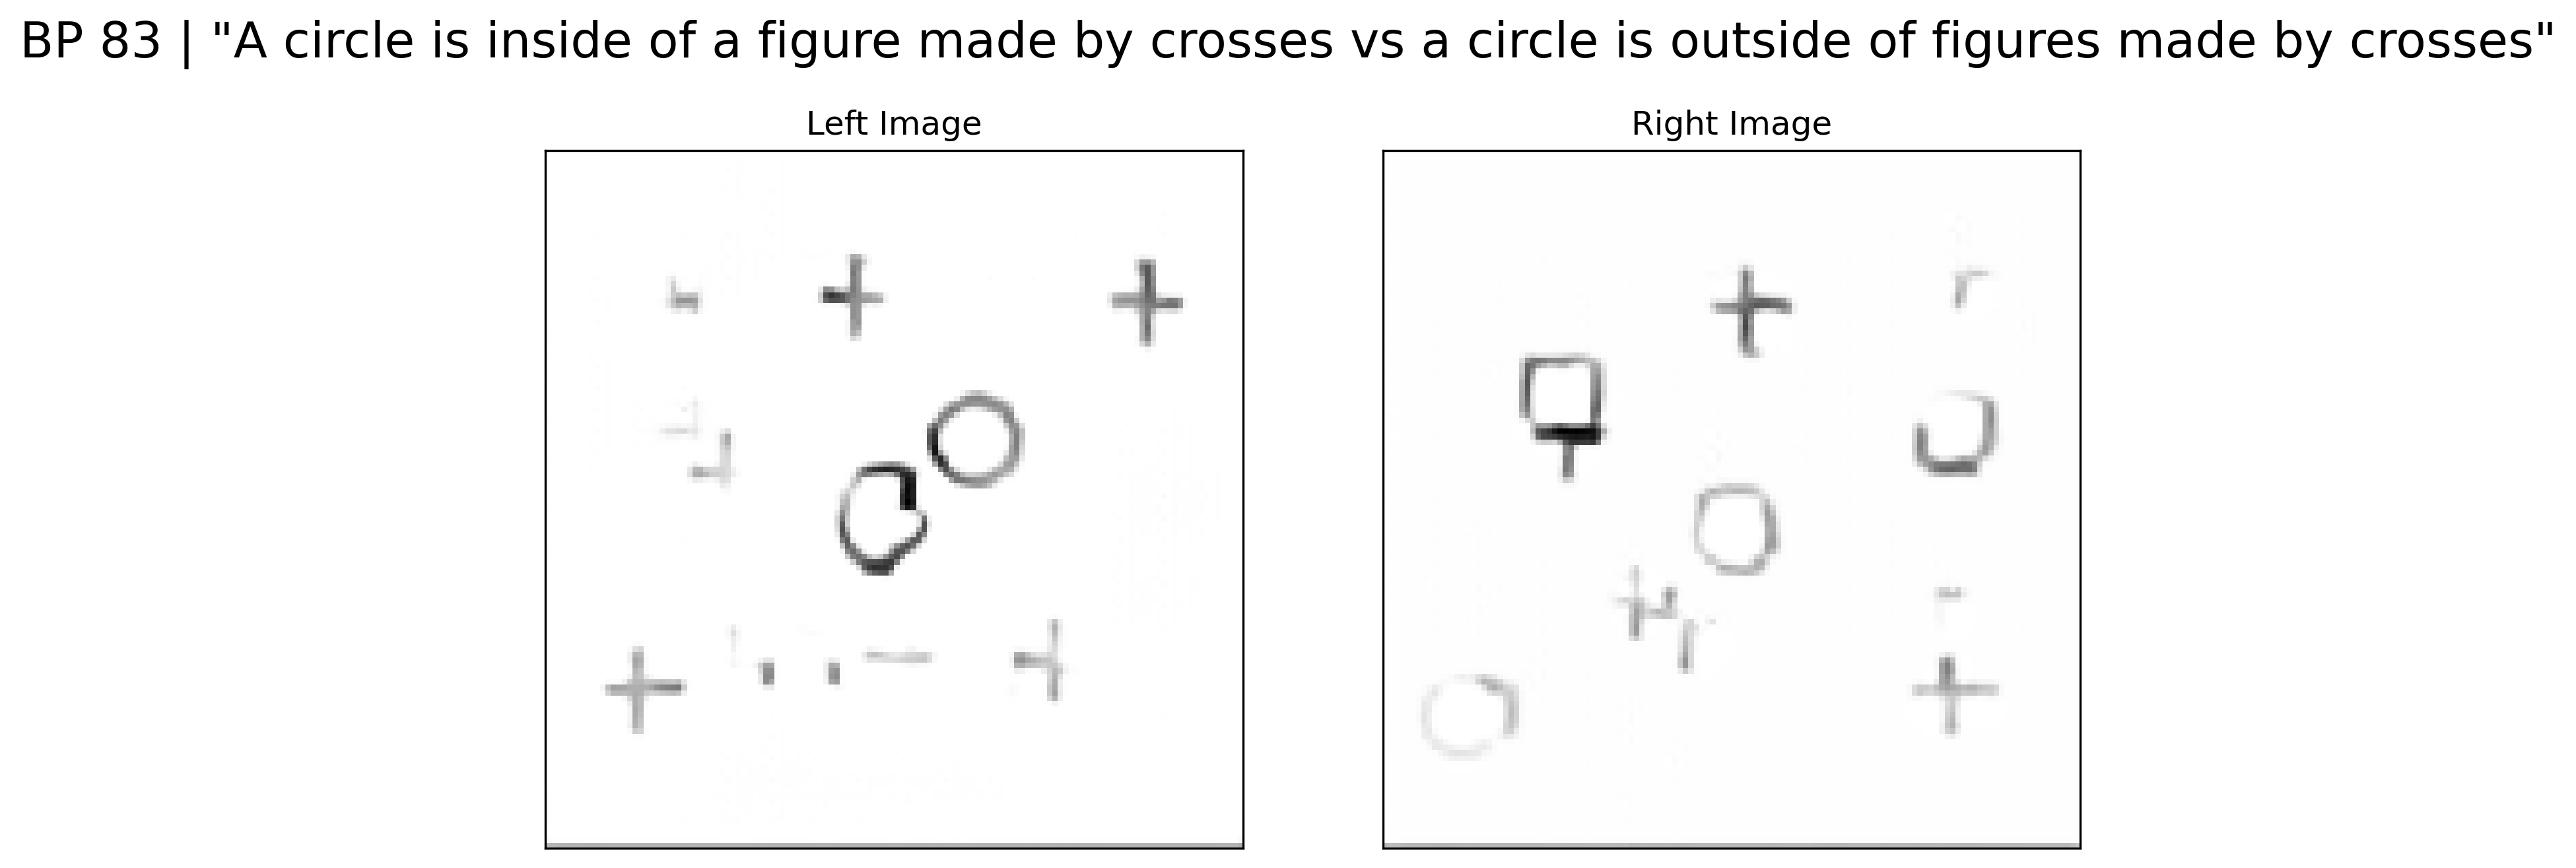 BP 83 | "A circle is inside of a figure made by crosses vs a circle is outside of figures made by crosses"
Left Image
Right Image